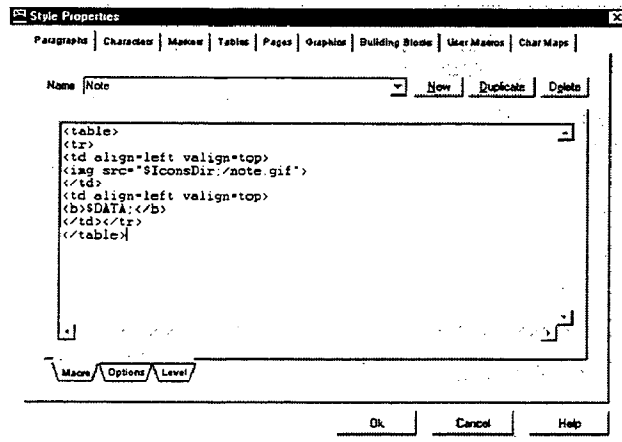 Style Properties
Paragraphs Characters Markers Tables Pages Graphics Building Blocks User Macros Char Maps
Name Note New Duplicate Delete
<table>
<tr>
<td align=left valign=top>
<img src="$IconsDir;/note.gif">
</td>
<td align=left valign=top>
<b>$DATA;</b>
</td></tr>
</table>
Macro Options Level
Ok Cancel Help